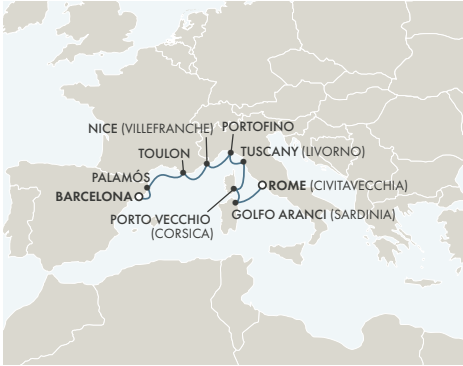 NICE (VILLEFRANCHE)
PORTOFINO
TOULON
TUSCANY (LIVORNO)
PALAMÓS
BARCELONA
ROME (CIVITAVECCHIA)
PORTO VECCHIO
(CORSICA)
GOLFO ARANCI (SARDINIA)